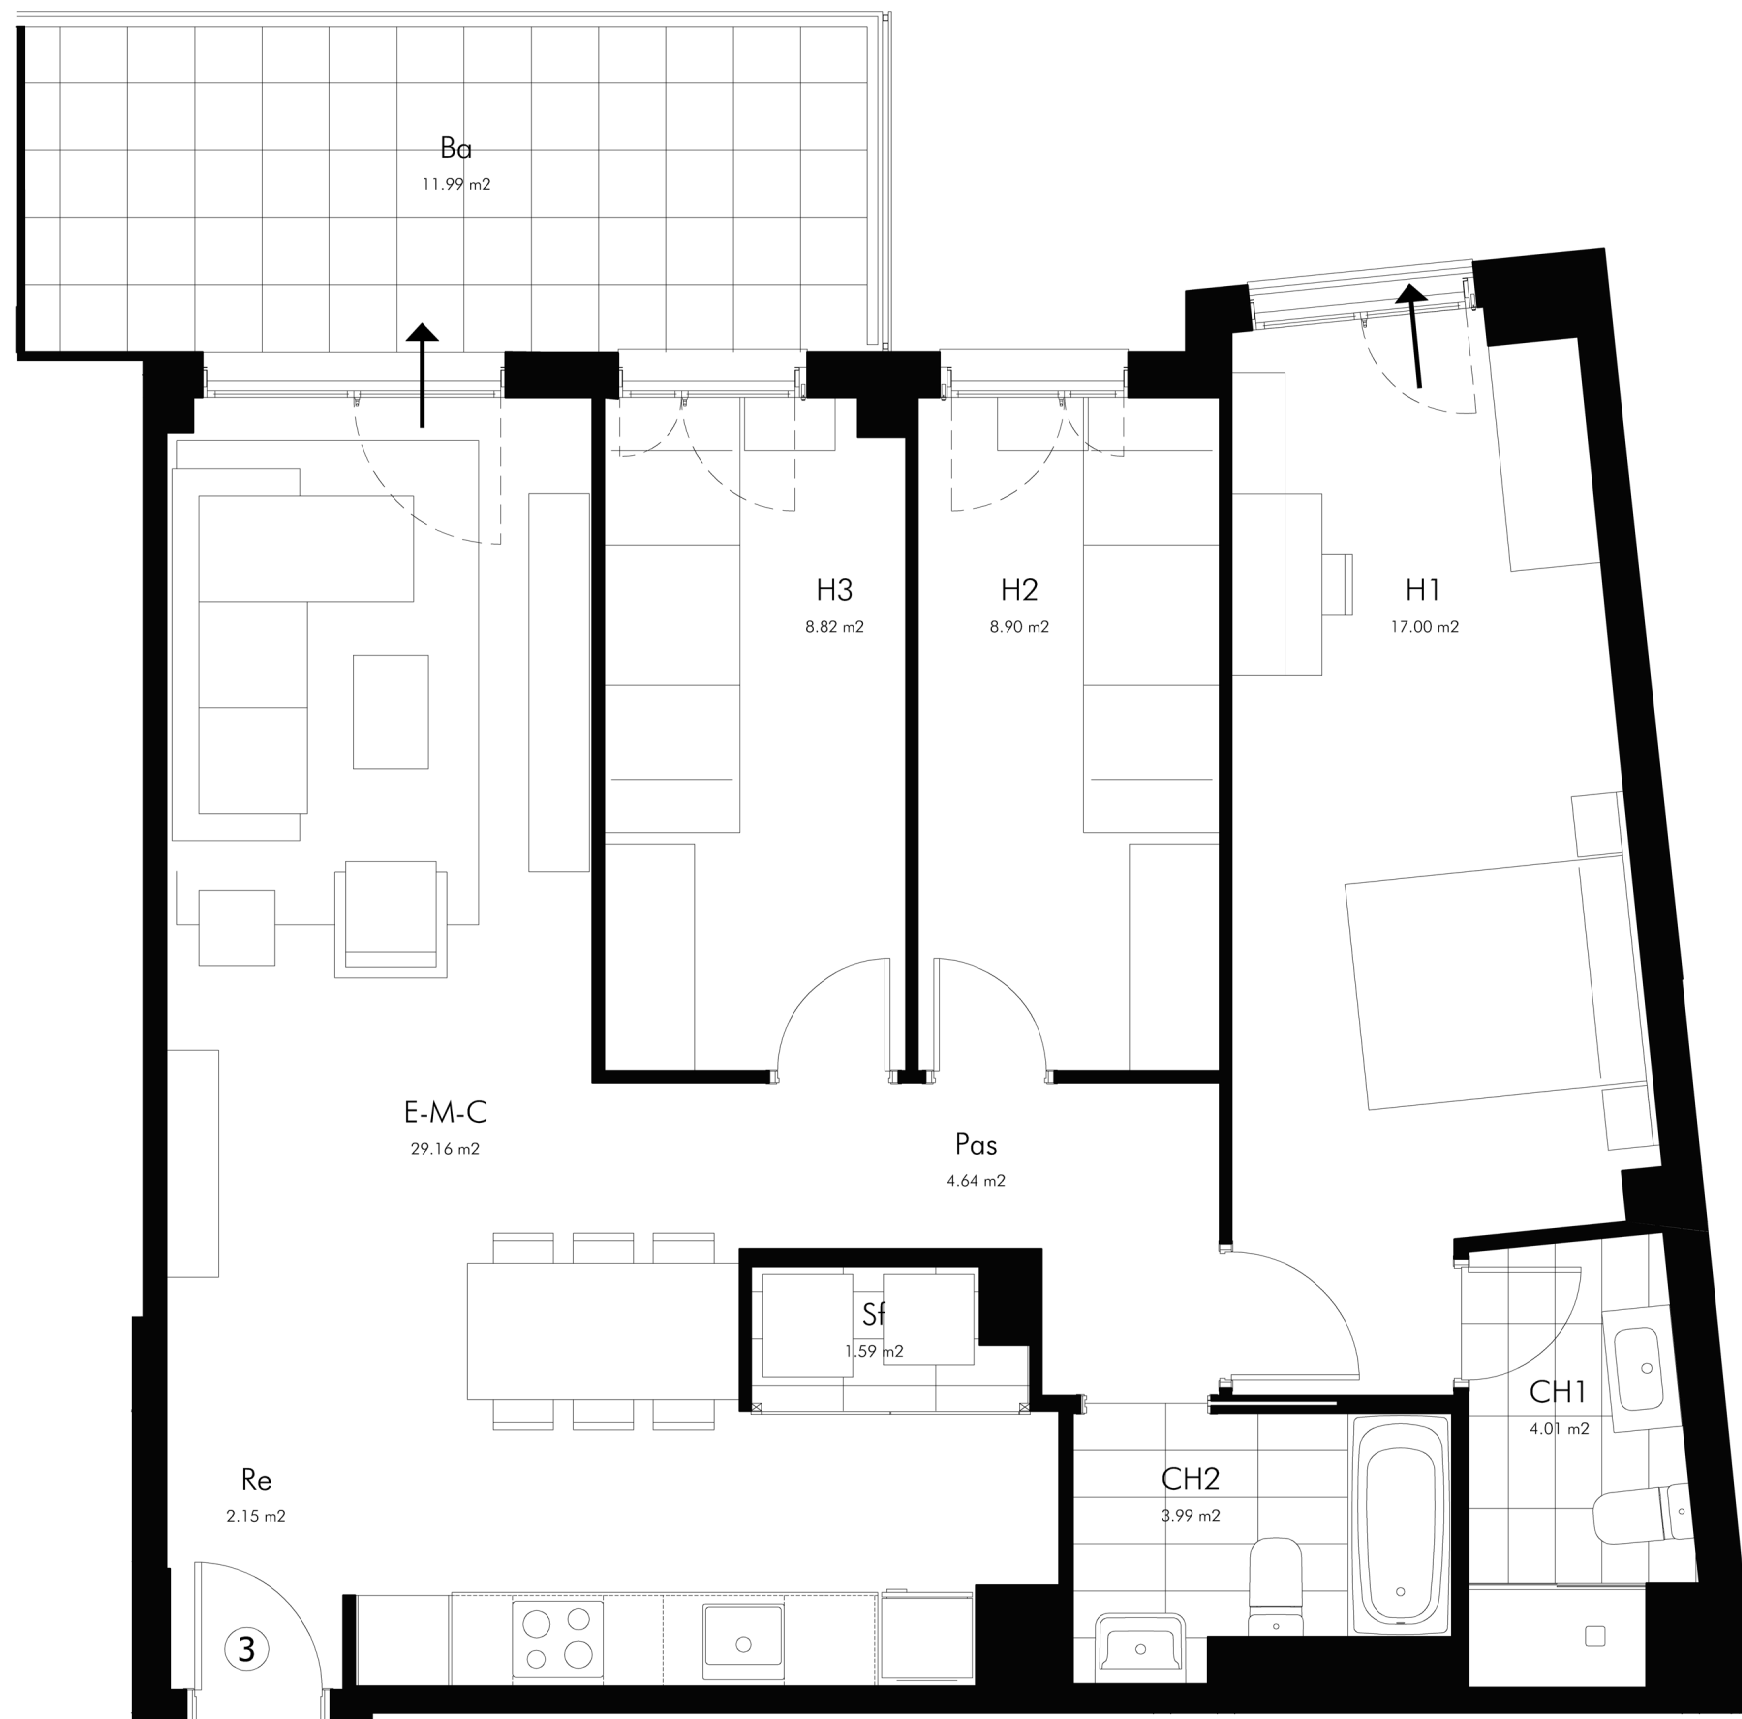 Ba
11.99 m2
H3
8.82 m2
H2
8.90 m2
H1
17.00 m2
E-M-C
29.16 m2
Pas
4.64 m2
Sf
1.59 m2
CH1
4.01 m2
Re
2.15 m2
CH2
3.99 m2
3